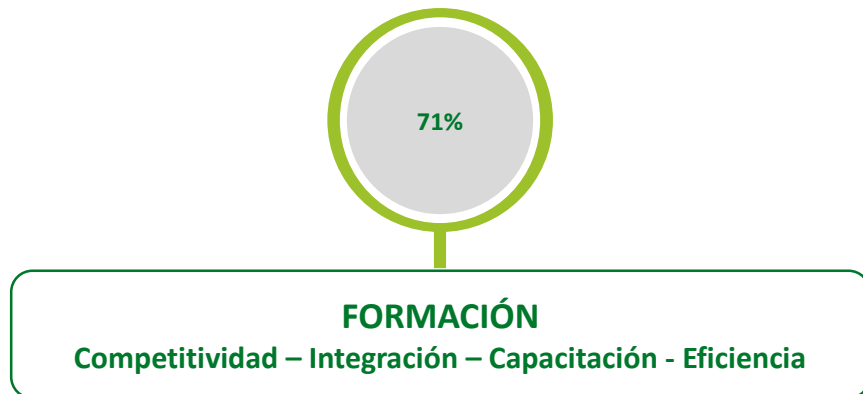 71%
FORMACIÓN
Competitividad – Integración – Capacitación - Eficiencia